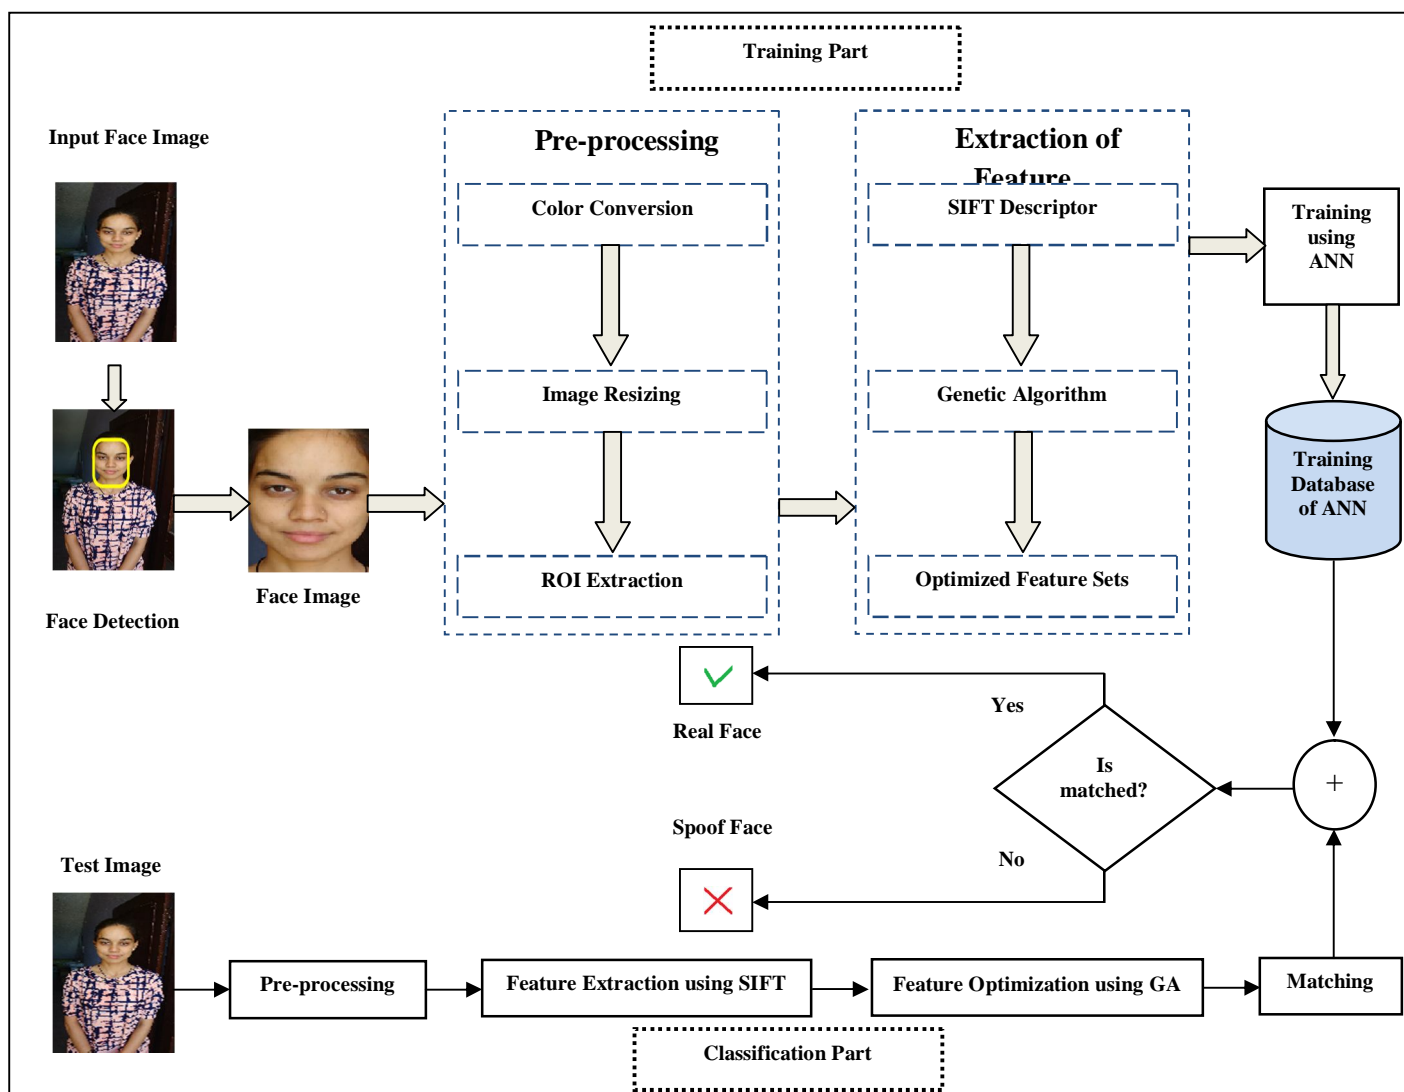 Training Part
Input Face Image
Pre-processing
Extraction of
Feature
Color Conversion
SIFT Descriptor
Training
using
ANN
Image Resizing
Genetic Algorithm
Training
Database
of ANN
ROI Extraction
Optimized Feature Sets
Face Image
Face Detection
Yes
Real Face
Is
matched?
+
Spoof Face
No
Test Image
Pre-processing
Feature Extraction using SIFT
Feature Optimization using GA
Matching
Classification Part